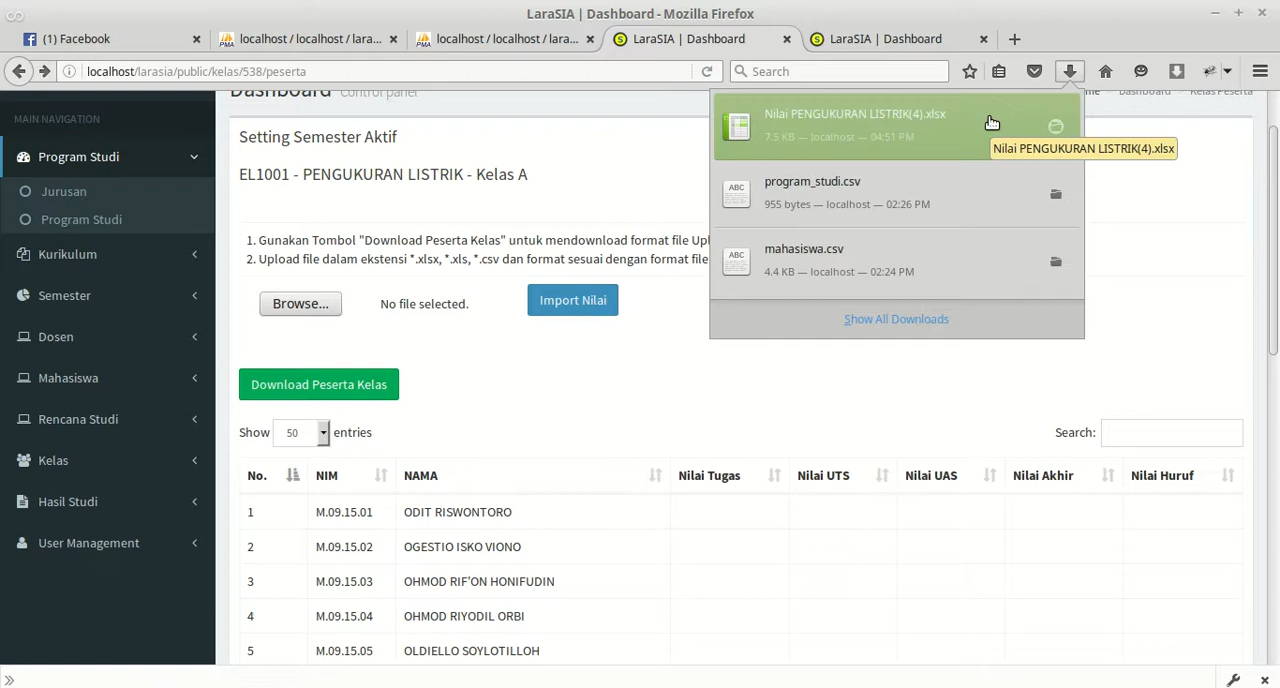 LaraSIA | Dashboard - Mozilla Firefox
(1) Facebook
localhost / localhost / lara...
localhost / localhost / lara...
LaraSIA | Dashboard
LaraSIA | Dashboard
localhost/larasia/public/kelas/538/peserta
Search
Dashboard Control panel
me
Dashboard
Kelas Peserta
MAIN NAVIGATION
Program Studi
Jurusan
Program Studi
Kurikulum
Semester
Dosen
Mahasiswa
Rencana Studi
Kelas
Hasil Studi
User Management
Nilai PENGUKURAN LISTRIK(4).xlsx
7.5 KB — localhost — 04:51 PM
Nilai PENGUKURAN LISTRIK(4).xlsx
program_studi.csv
955 bytes — localhost — 02:26 PM
mahasiswa.csv
4.4 KB — localhost — 02:24 PM
Show All Downloads
Setting Semester Aktif
EL1001 - PENGUKURAN LISTRIK - Kelas A
1. Gunakan Tombol "Download Peserta Kelas" untuk mendownload format file Upl
2. Upload file dalam ekstensi *.xlsx, *.xls, *.csv dan format sesuai dengan format file
Browse... No file selected. Import Nilai
Download Peserta Kelas
Show 50 entries
Search:
No. NIM NAMA Nilai Tugas Nilai UTS Nilai UAS Nilai Akhir Nilai Huruf
1 M.09.15.01 ODIT RISWONTORO
2 M.09.15.02 OGESTIO ISKO VIONO
3 M.09.15.03 OHMOD RIF'ON HONIFUDIN
4 M.09.15.04 OHMOD RIYODIL ORBI
5 M.09.15.05 OLDIELLO SOYLOTILLOH